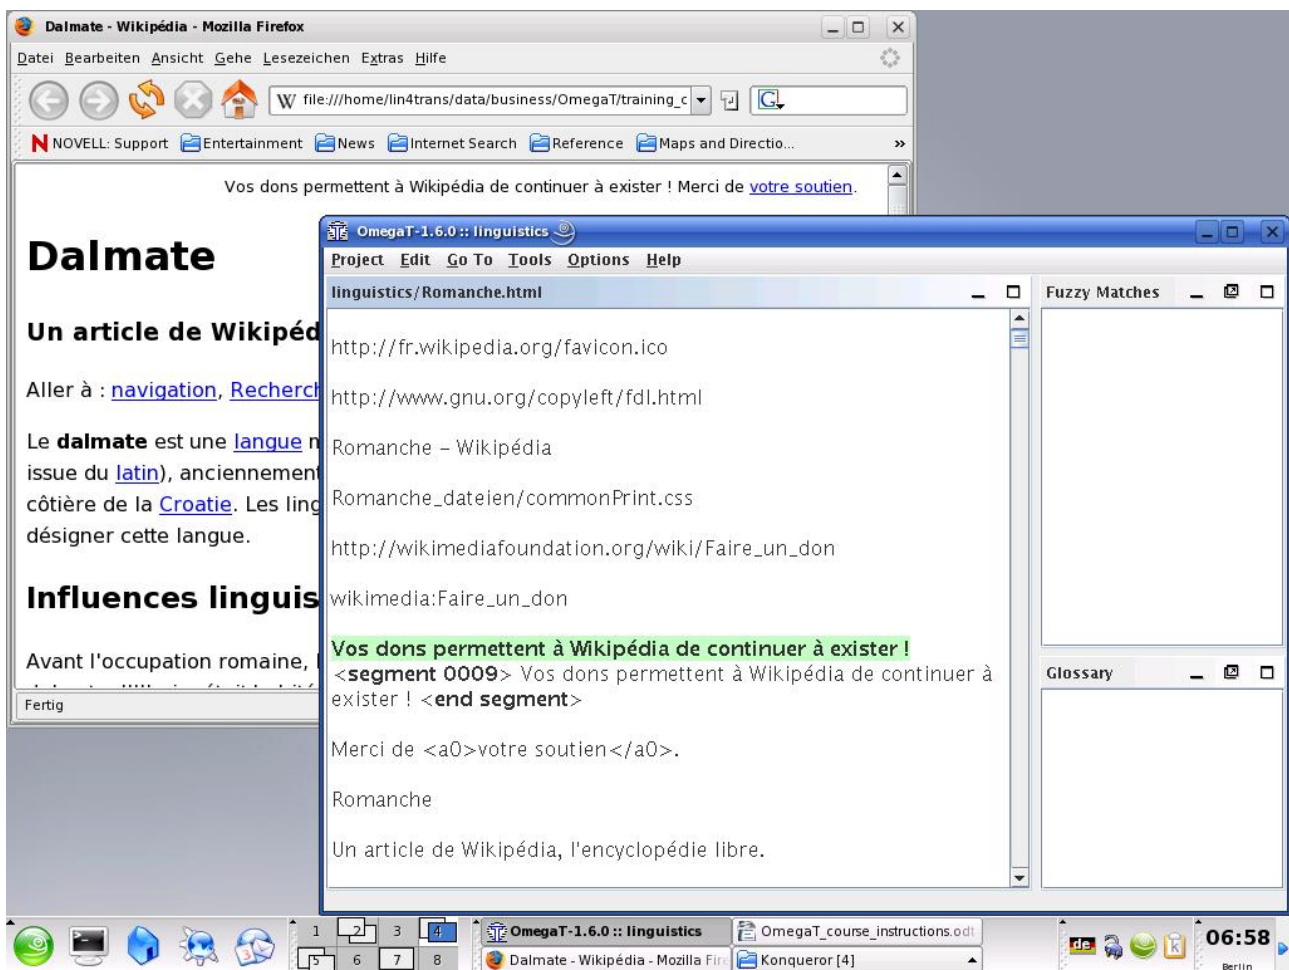 Dalmate - Wikipédia - Mozilla Firefox
Datei Bearbeiten Ansicht Gehe Lesezeichen Extras Hilfe
W file:///home/lin4trans/data/business/OmegaT/training_c
G
N NOVELL: Support Entertainment News Internet Search Reference Maps and Directio... »
Vos dons permettent à Wikipédia de continuer à exister ! Merci de votre soutien.
Dalmate
Un article de Wikipéd
Aller à : navigation, Recherch
Le dalmate est une langue m
issue du latin), anciennement
côtière de la Croatie. Les ling
désigner cette langue.
Influences linguis
Avant l'occupation romaine, l
Fertig
OmegaT-1.6.0 :: linguistics
Project Edit Go To Tools Options Help
linguistics/Romanche.html
http://fr.wikipedia.org/favicon.ico
http://www.gnu.org/copyleft/fdl.html
Romanche – Wikipédia
Romanche_dateien/commonPrint.css
http://wikimediafoundation.org/wiki/Faire_un_don
wikimedia:Faire_un_don
Vos dons permettent à Wikipédia de continuer à exister !
<segment 0009> Vos dons permettent à Wikipédia de continuer à
exister ! <end segment>
Merci de <a0>votre soutien</a0>.
Romanche
Un article de Wikipédia, l'encyclopédie libre.
Fuzzy Matches
Glossary
1 2 3 4
5 6 7 8
OmegaT-1.6.0 :: linguistics
OmegaT_course_instructions.odt
Dalmate - Wikipédia - Mozilla Fire
Konqueror [4]
de
06:58
Berlin